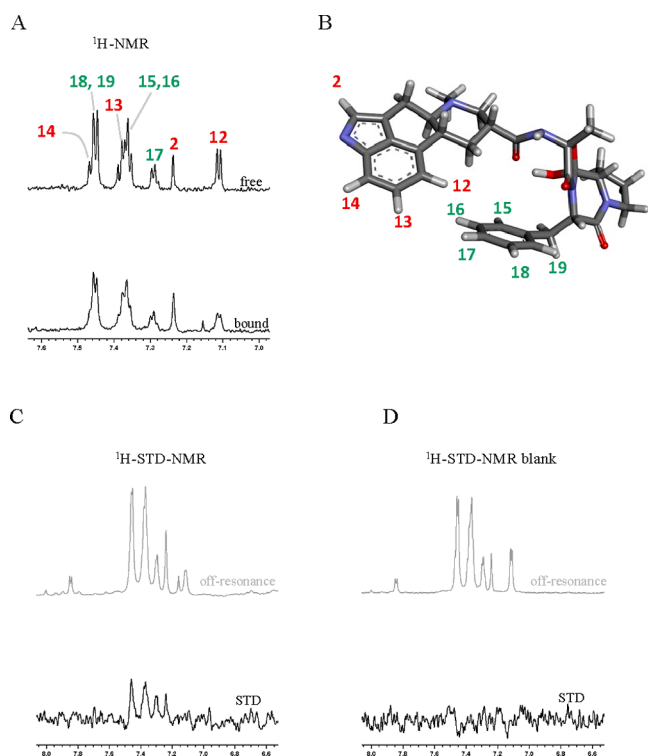 A
¹H-NMR
18, 19
15,16
13
14
17
2
12
free
bound
7.6 7.5 7.4 7.3 7.2 7.1 7.0
B
2
12
14
13
15
16
17
18
19
C
¹H-STD-NMR
off-resonance
STD
8.0 7.8 7.6 7.4 7.2 7.0 6.8 6.6
D
¹H-STD-NMR blank
off-resonance
STD
8.0 7.8 7.6 7.4 7.2 7.0 6.8 6.6